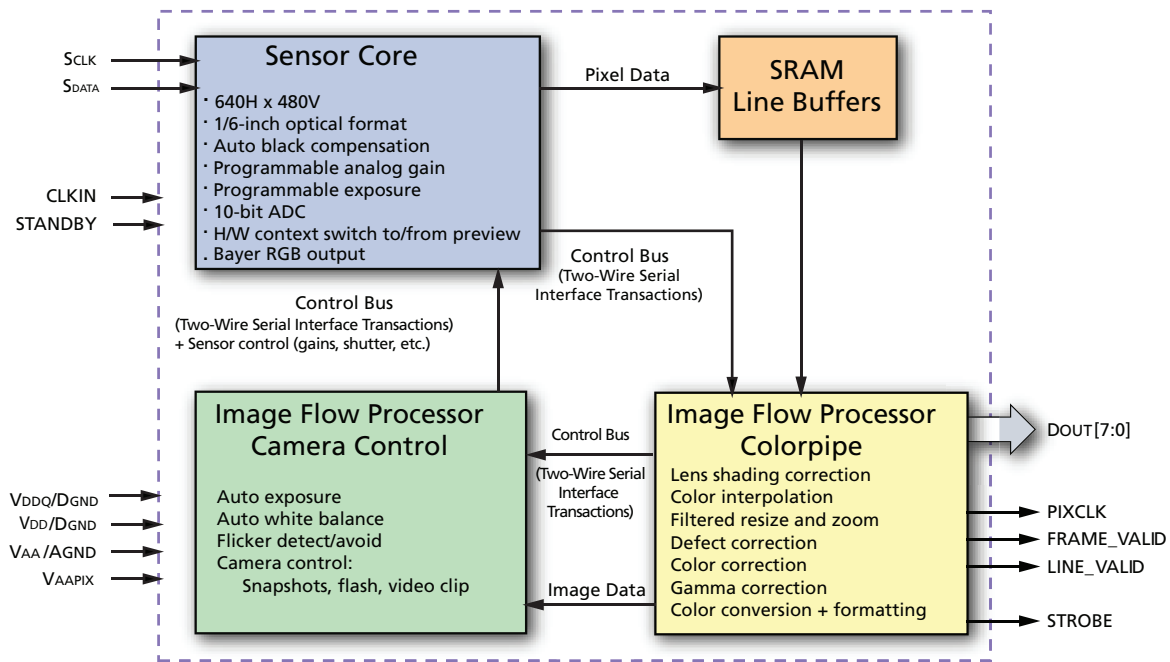 SCLK
SDATA
CLKIN
STANDBY
VDDQ/DGND
VDD/DGND
VAA/AGND
VAAPIX
Sensor Core
· 640H x 480V
· 1/6-inch optical format
· Auto black compensation
· Programmable analog gain
· Programmable exposure
· 10-bit ADC
· H/W context switch to/from preview
. Bayer RGB output
Pixel Data
SRAM
Line Buffers
Control Bus
(Two-Wire Serial
Interface Transactions)
Control Bus
(Two-Wire Serial Interface Transactions)
+ Sensor control (gains, shutter, etc.)
Image Flow Processor
Camera Control
Auto exposure
Auto white balance
Flicker detect/avoid
Camera control:
Snapshots, flash, video clip
Control Bus
(Two-Wire Serial
Interface
Transactions)
Image Data
Image Flow Processor
Colorpipe
Lens shading correction
Color interpolation
Filtered resize and zoom
Defect correction
Color correction
Gamma correction
Color conversion + formatting
DOUT[7:0]
PIXCLK
FRAME_VALID
LINE_VALID
STROBE